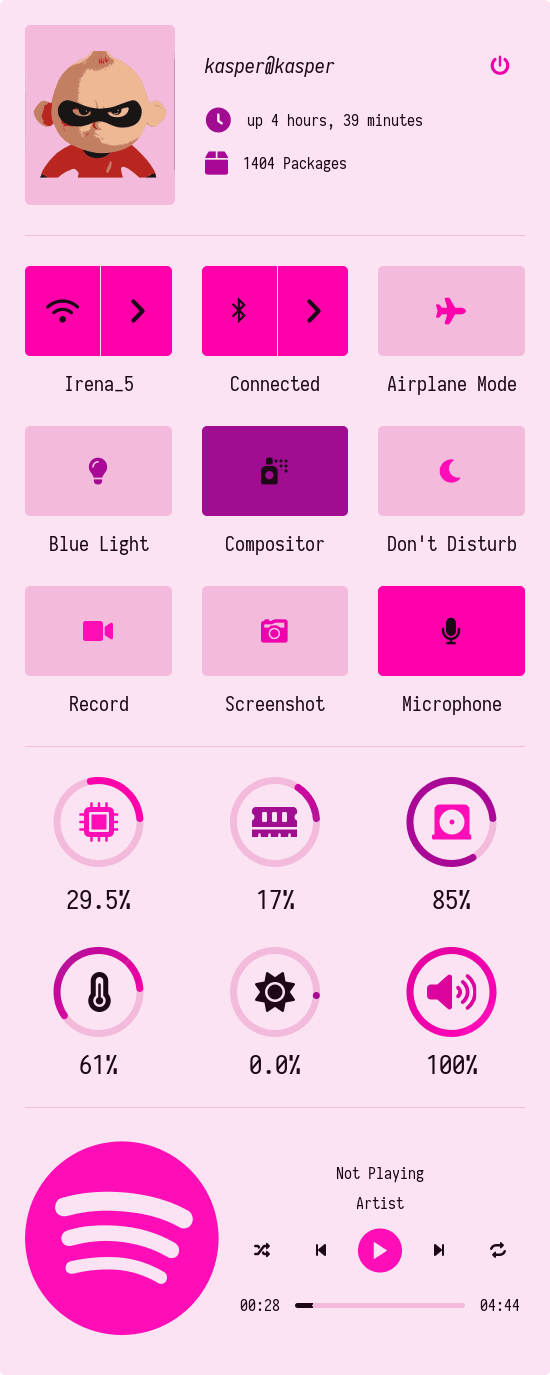 kasper@kasper
up 4 hours, 39 minutes
1404 Packages
Irena_5
Connected
Airplane Mode
Blue Light
Compositor
Don't Disturb
Record
Screenshot
Microphone
29.5%
17%
85%
61%
0.0%
100%
Not Playing
Artist
00:28
04:44